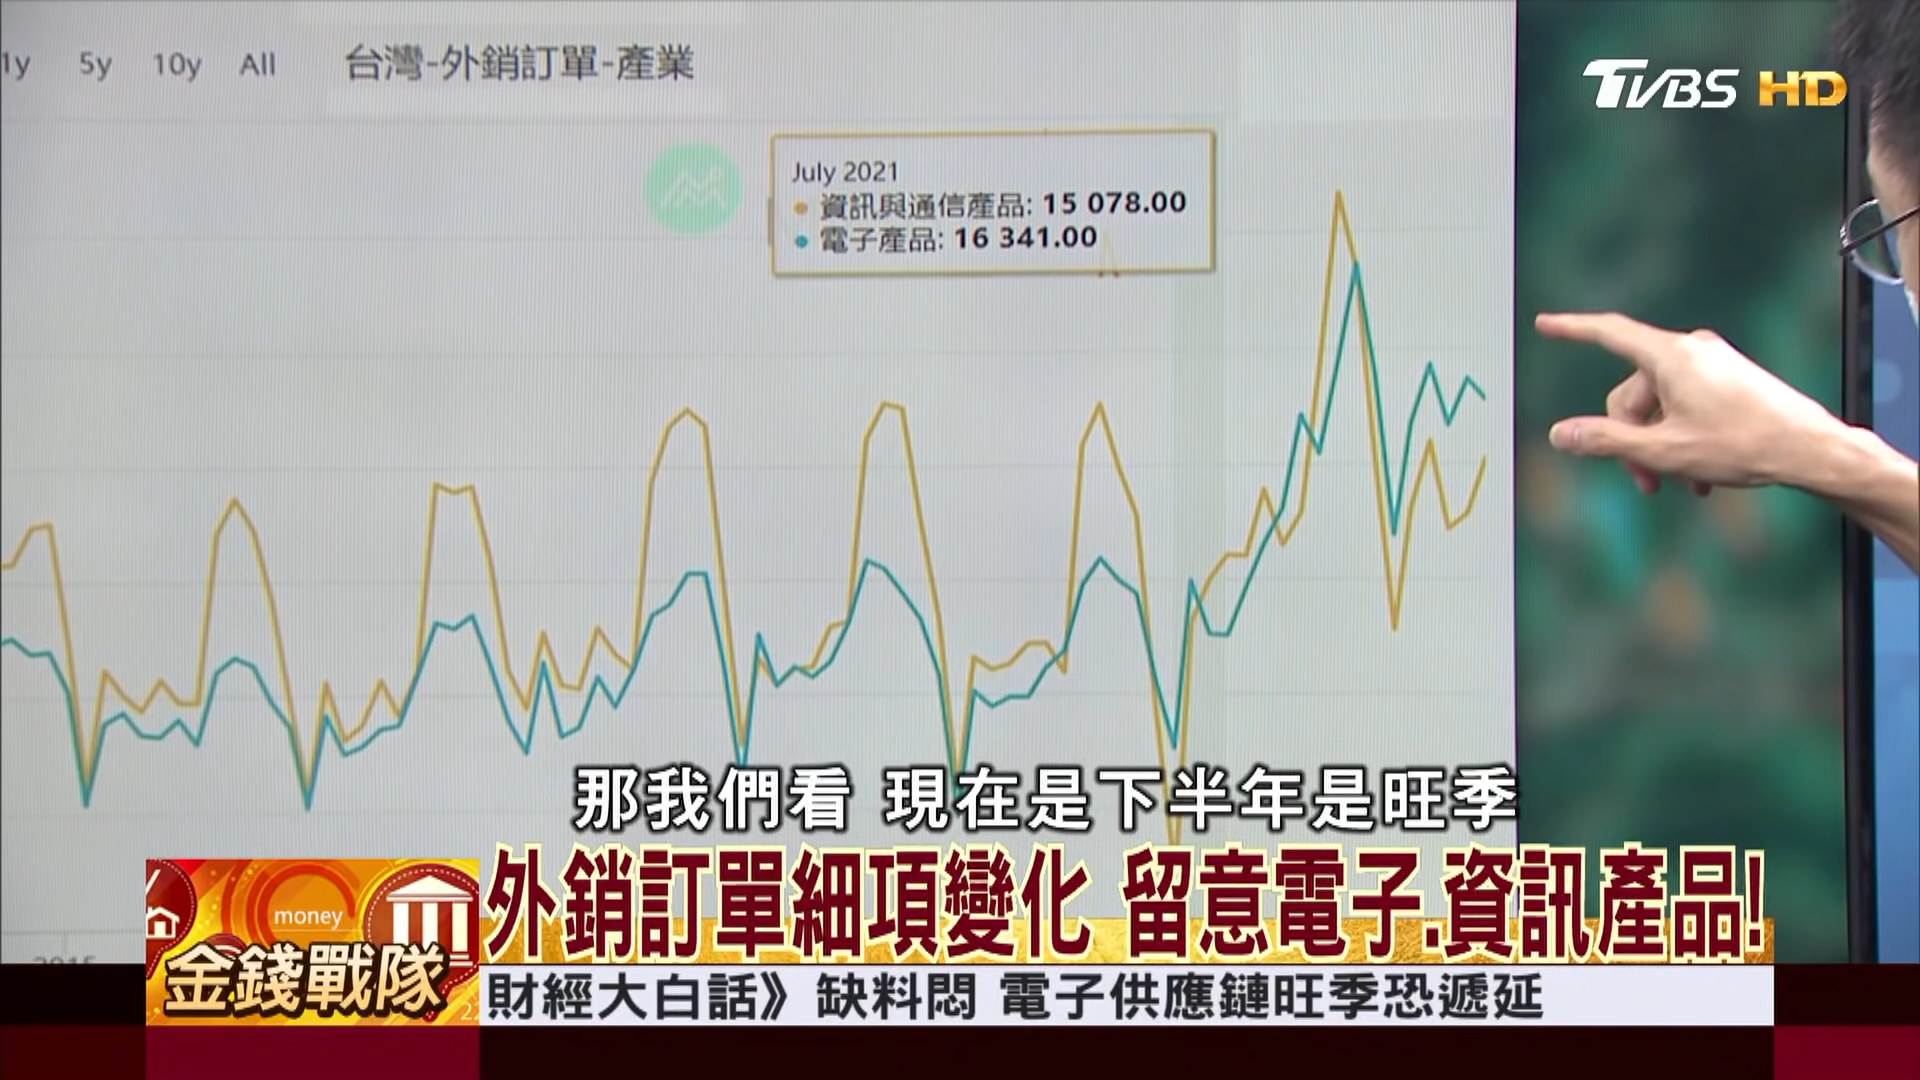 1y 5y 10y All 台灣-外銷訂單-產業
TVBS HD
July 2021
資訊與通信產品: 15 078.00
電子產品: 16 341.00
那我們看 現在是下半年是旺季
外銷訂單細項變化 留意電子.資訊產品!
money
金錢戰隊
財經大白話》缺料悶 電子供應鏈旺季恐遞延